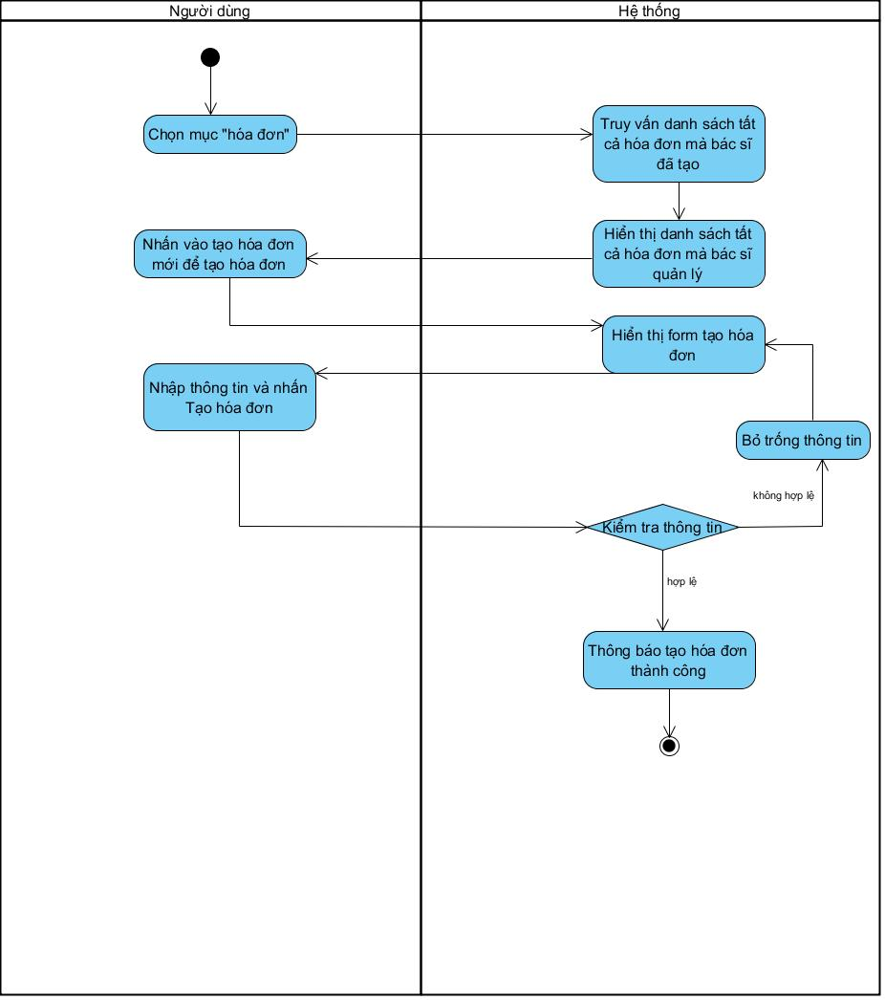 Người dùng
Hệ thống
Chọn mục "hóa đơn"
Truy vấn danh sách tất
cả hóa đơn mà bác sĩ
đã tạo
Hiển thị danh sách tất
cả hóa đơn mà bác sĩ
quản lý
Nhấn vào tạo hóa đơn
mới để tạo hóa đơn
Hiển thị form tạo hóa
đơn
Nhập thông tin và nhấn
Tạo hóa đơn
Bỏ trống thông tin
không hợp lệ
Kiểm tra thông tin
hợp lệ
Thông báo tạo hóa đơn
thành công